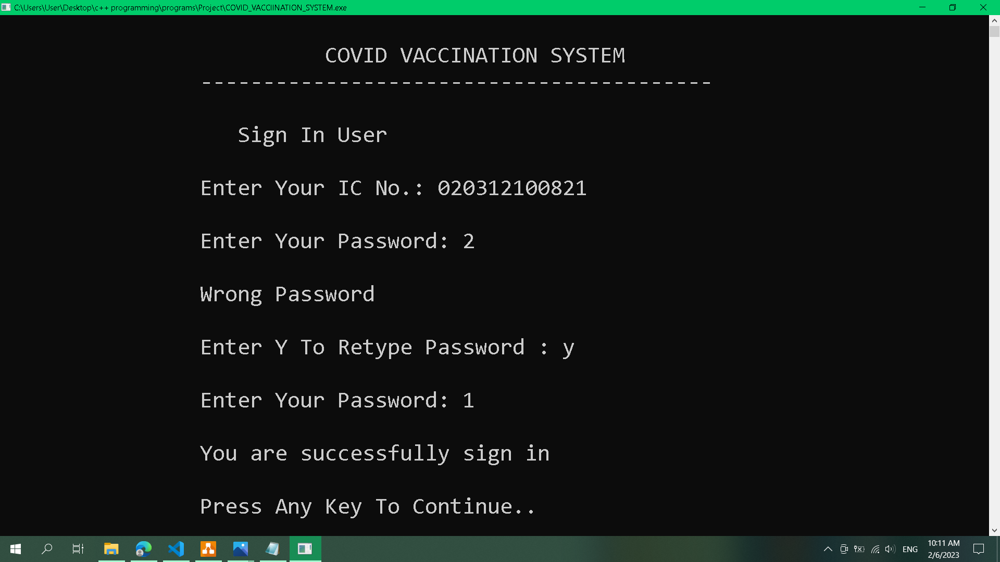 C:\Users\User\Desktop\c++ programming\programs\Project\COVID_VACCIINATION_SYSTEM.exe
COVID VACCINATION SYSTEM
-----------------------------------------
Sign In User
Enter Your IC No.: 020312100821
Enter Your Password: 2
Wrong Password
Enter Y To Retype Password : y
Enter Your Password: 1
You are successfully sign in
Press Any Key To Continue..
ENG
10:11 AM
2/6/2023